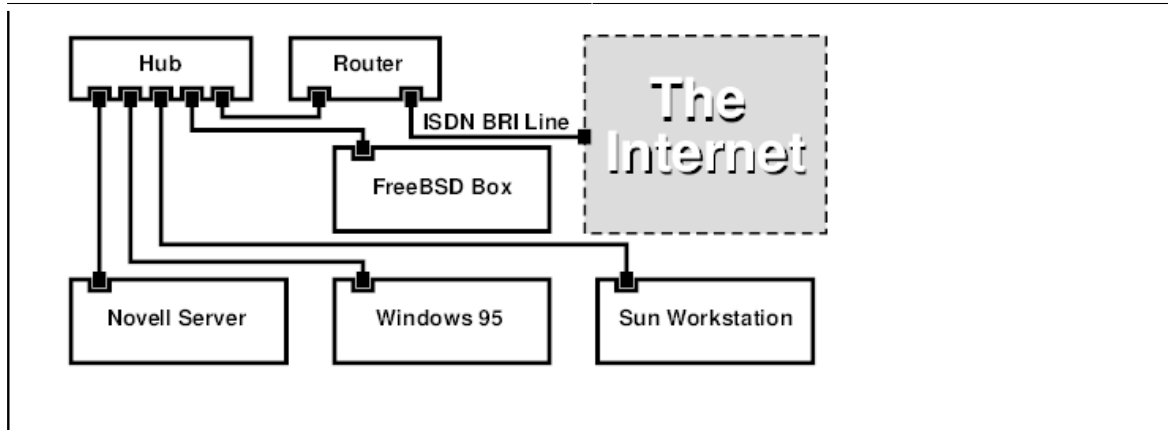 Hub
Router
The
Internet
ISDN BRI Line
FreeBSD Box
Novell Server
Windows 95
Sun Workstation